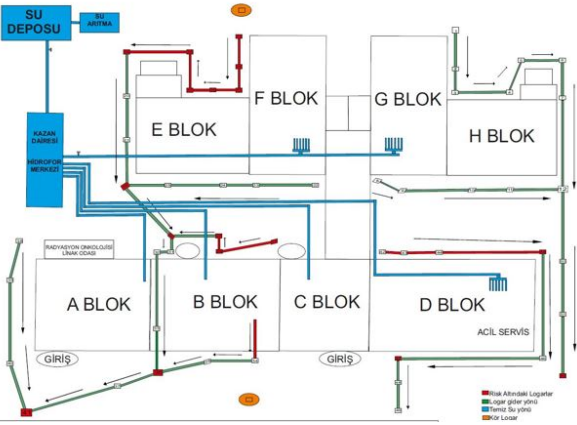 SU
DEPOSU
SU
ARITMA
KAZAN
DAİRESİ
HİDROFOR
MERKEZİ
E BLOK
F BLOK
G BLOK
H BLOK
RADYASYON ONKOLOJİSİ
LİNAK ODASI
A BLOK
B BLOK
C BLOK
D BLOK
ACİL SERVİS
GİRİŞ
GİRİŞ
Risk Altındaki Logarlar
Logar gider yönü
Temiz Su yönü
Kör Logar